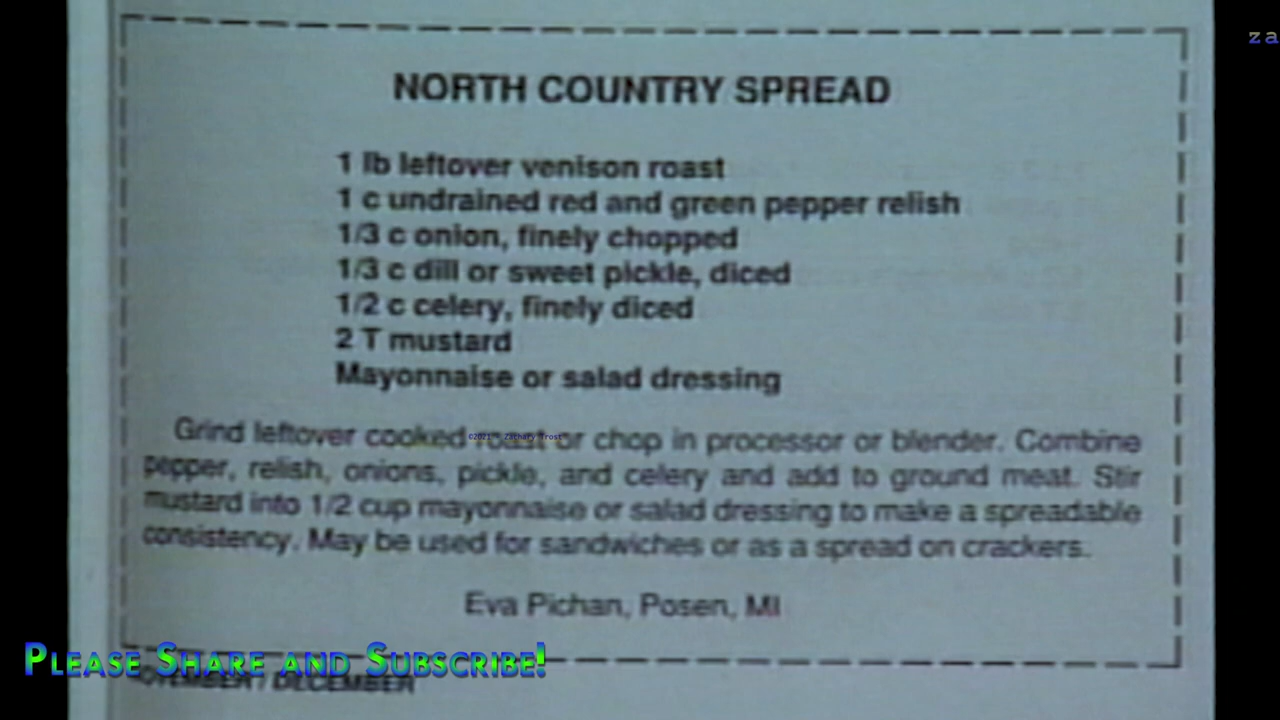 za
NORTH COUNTRY SPREAD
1 lb leftover venison roast
1 c undrained red and green pepper relish
1/3 c onion, finely chopped
1/3 c dill or sweet pickle, diced
1/2 c celery, finely diced
2 T mustard
Mayonnaise or salad dressing
Grind leftover cooked roast or chop in processor or blender. Combine
pepper, relish, onions, pickle, and celery and add to ground meat. Stir
mustard into 1/2 cup mayonnaise or salad dressing to make a spreadable
consistency. May be used for sandwiches or as a spread on crackers.
Eva Pichan, Posen, MI
Please Share and Subscribe!
NOVEMBER / DECEMBER